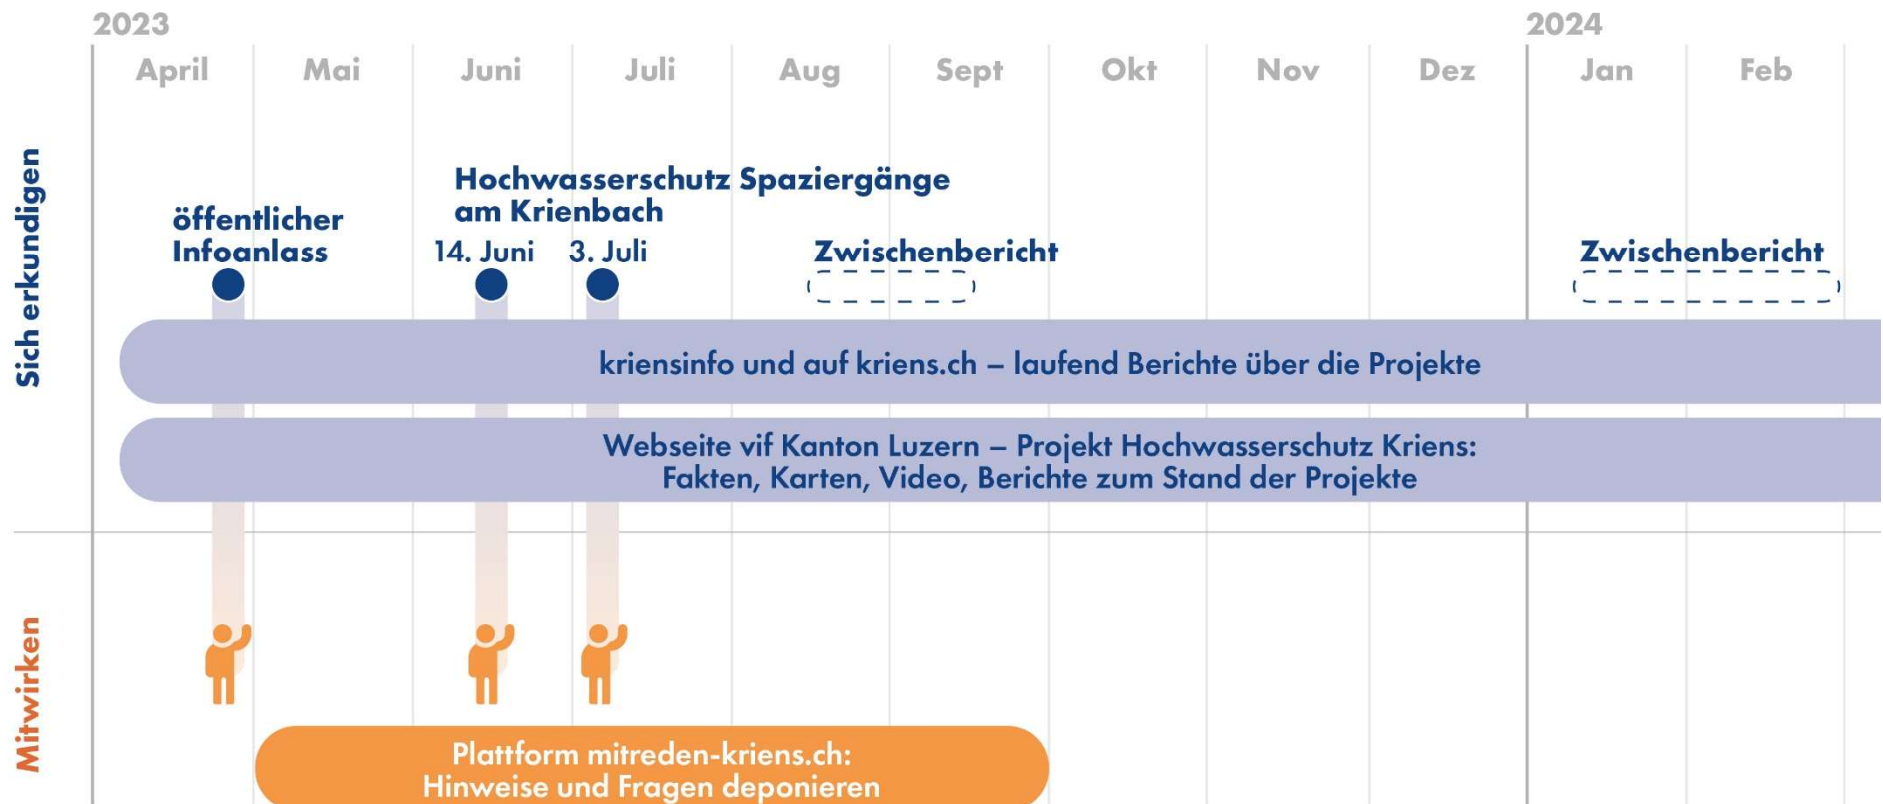 2023
2024
April Mai Juni Juli Aug Sept Okt Nov Dez Jan Feb
Sich erkundigen
öffentlicher
Infoanlass
Hochwasserschutz Spaziergänge
am Krienbach
14. Juni 3. Juli
Zwischenbericht
Zwischenbericht
kriensinfo und auf kriens.ch – laufend Berichte über die Projekte
Webseite vif Kanton Luzern – Projekt Hochwasserschutz Kriens:
Fakten, Karten, Video, Berichte zum Stand der Projekte
Mitwirken
Plattform mitreden-kriens.ch:
Hinweise und Fragen deponieren